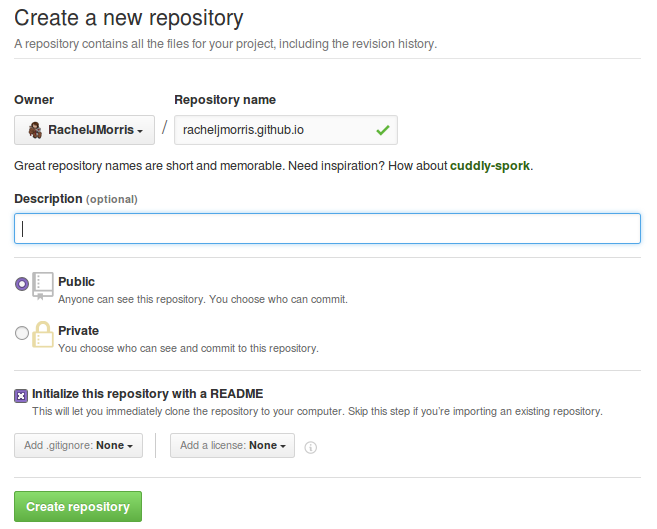 Create a new repository
A repository contains all the files for your project, including the revision history.
Owner
Repository name
RachelJMorris
/
racheljmorris.github.io
Great repository names are short and memorable. Need inspiration? How about cuddly-spork.
Description (optional)
Public
Anyone can see this repository. You choose who can commit.
Private
You choose who can see and commit to this repository.
Initialize this repository with a README
This will let you immediately clone the repository to your computer. Skip this step if you're importing an existing repository.
Add .gitignore: None
Add a license: None
Create repository